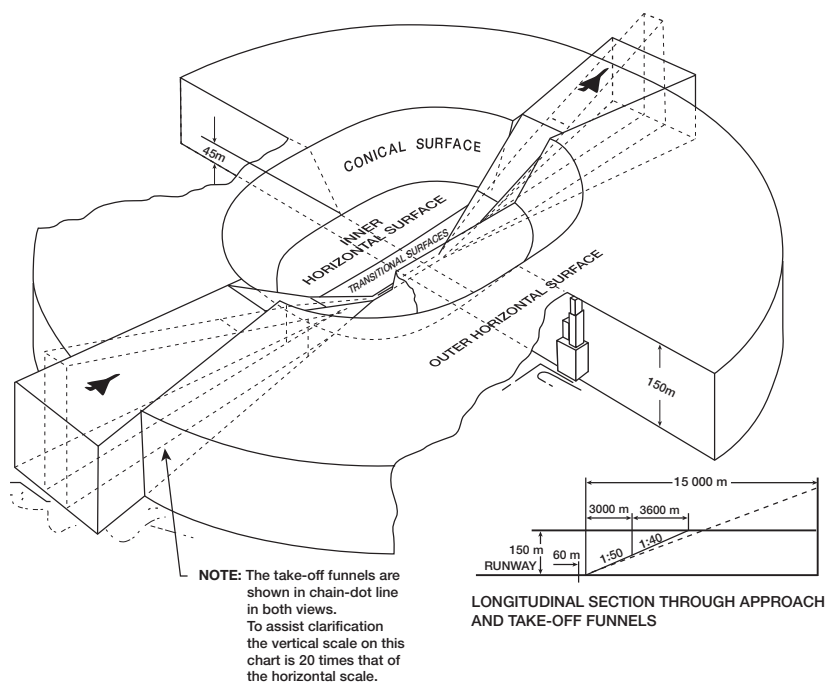 45m
CONICAL SURFACE
INNER
HORIZONTAL SURFACE
TRANSITIONAL SURFACES
OUTER HORIZONTAL SURFACE
150m
15 000 m
3000 m 3600 m
150 m
60 m
1:50
1:40
RUNWAY
LONGITUDINAL SECTION THROUGH APPROACH
AND TAKE-OFF FUNNELS
NOTE: The take-off funnels are
shown in chain-dot line
in both views.
To assist clarification
the vertical scale on this
chart is 20 times that of
the horizontal scale.